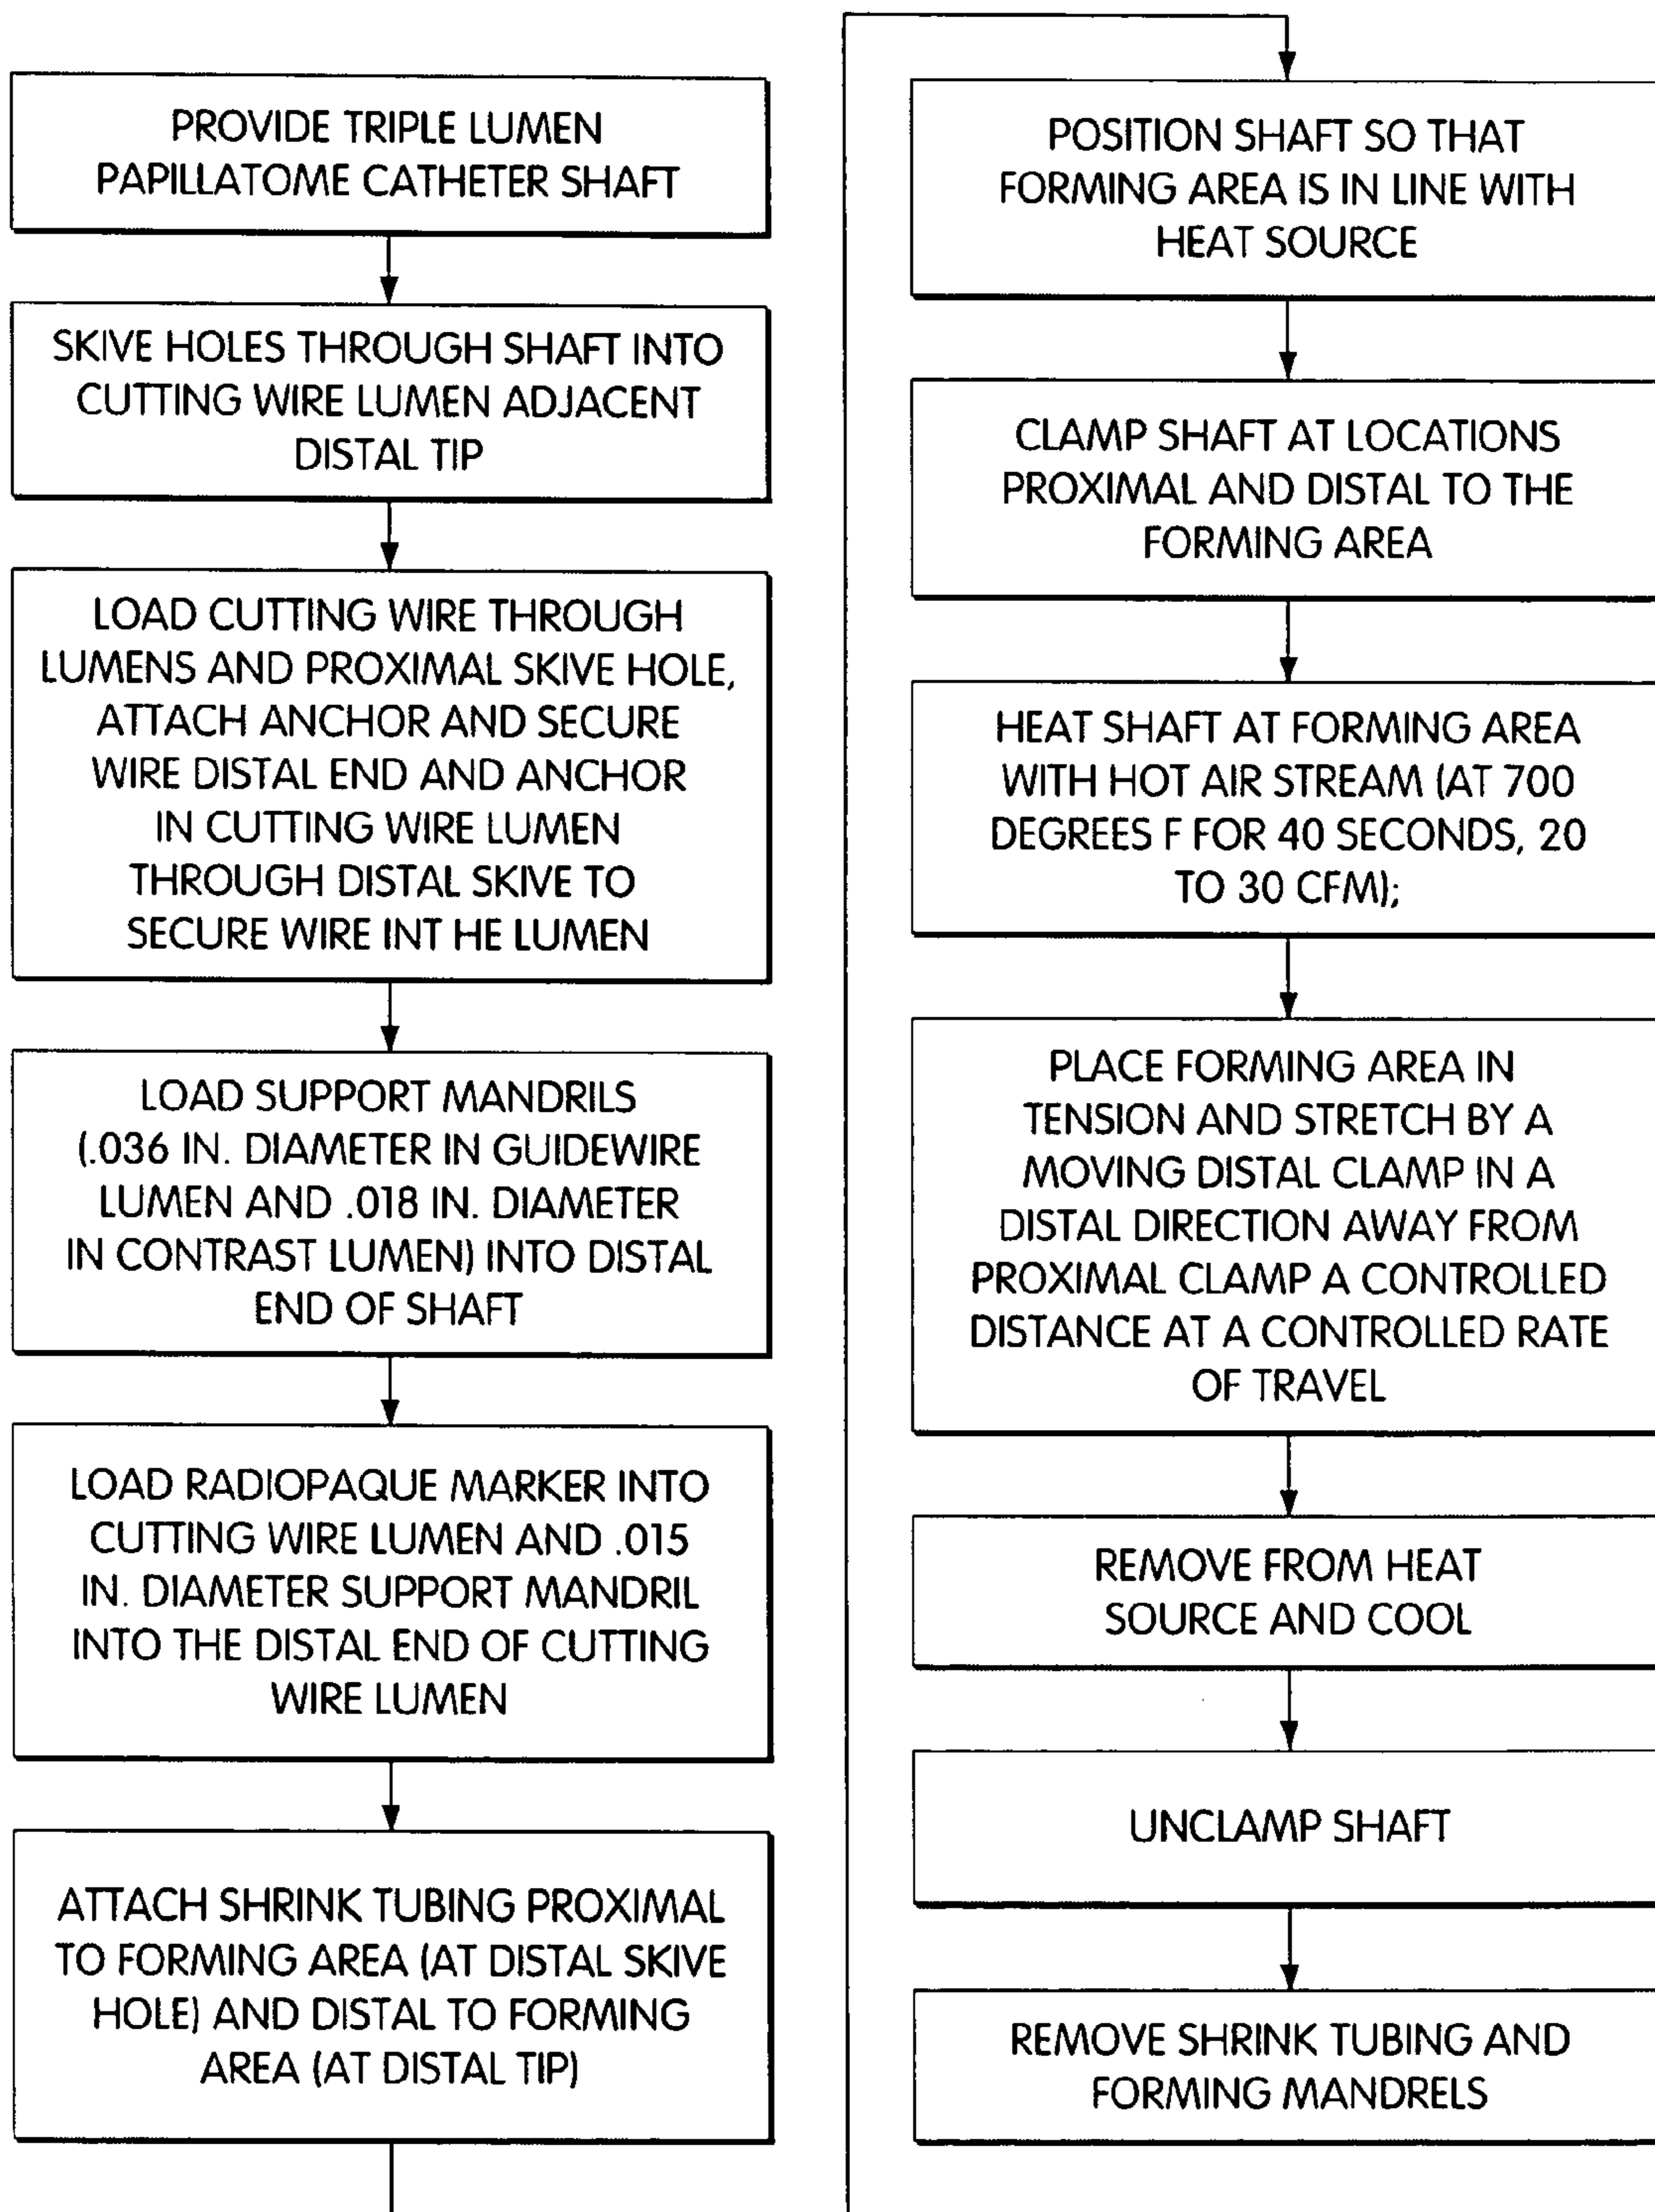 PROVIDE TRIPLE LUMEN
PAPILLATOME CATHETER SHAFT
SKIVE HOLES THROUGH SHAFT INTO
CUTTING WIRE LUMEN ADJACENT
DISTAL TIP
LOAD CUTTING WIRE THROUGH
LUMENS AND PROXIMAL SKIVE HOLE,
ATTACH ANCHOR AND SECURE
WIRE DISTAL END AND ANCHOR
IN CUTTING WIRE LUMEN
THROUGH DISTAL SKIVE TO
SECURE WIRE INT HE LUMEN
LOAD SUPPORT MANDRILS
(.036 IN. DIAMETER IN GUIDEWIRE
LUMEN AND .018 IN. DIAMETER
IN CONTRAST LUMEN) INTO DISTAL
END OF SHAFT
LOAD RADIOPAQUE MARKER INTO
CUTTING WIRE LUMEN AND .015
IN. DIAMETER SUPPORT MANDRIL
INTO THE DISTAL END OF CUTTING
WIRE LUMEN
ATTACH SHRINK TUBING PROXIMAL
TO FORMING AREA (AT DISTAL SKIVE
HOLE) AND DISTAL TO FORMING
AREA (AT DISTAL TIP)
POSITION SHAFT SO THAT
FORMING AREA IS IN LINE WITH
HEAT SOURCE
CLAMP SHAFT AT LOCATIONS
PROXIMAL AND DISTAL TO THE
FORMING AREA
HEAT SHAFT AT FORMING AREA
WITH HOT AIR STREAM (AT 700
DEGREES F FOR 40 SECONDS, 20
TO 30 CFM);
PLACE FORMING AREA IN
TENSION AND STRETCH BY A
MOVING DISTAL CLAMP IN A
DISTAL DIRECTION AWAY FROM
PROXIMAL CLAMP A CONTROLLED
DISTANCE AT A CONTROLLED RATE
OF TRAVEL
REMOVE FROM HEAT
SOURCE AND COOL
UNCLAMP SHAFT
REMOVE SHRINK TUBING AND
FORMING MANDRELS